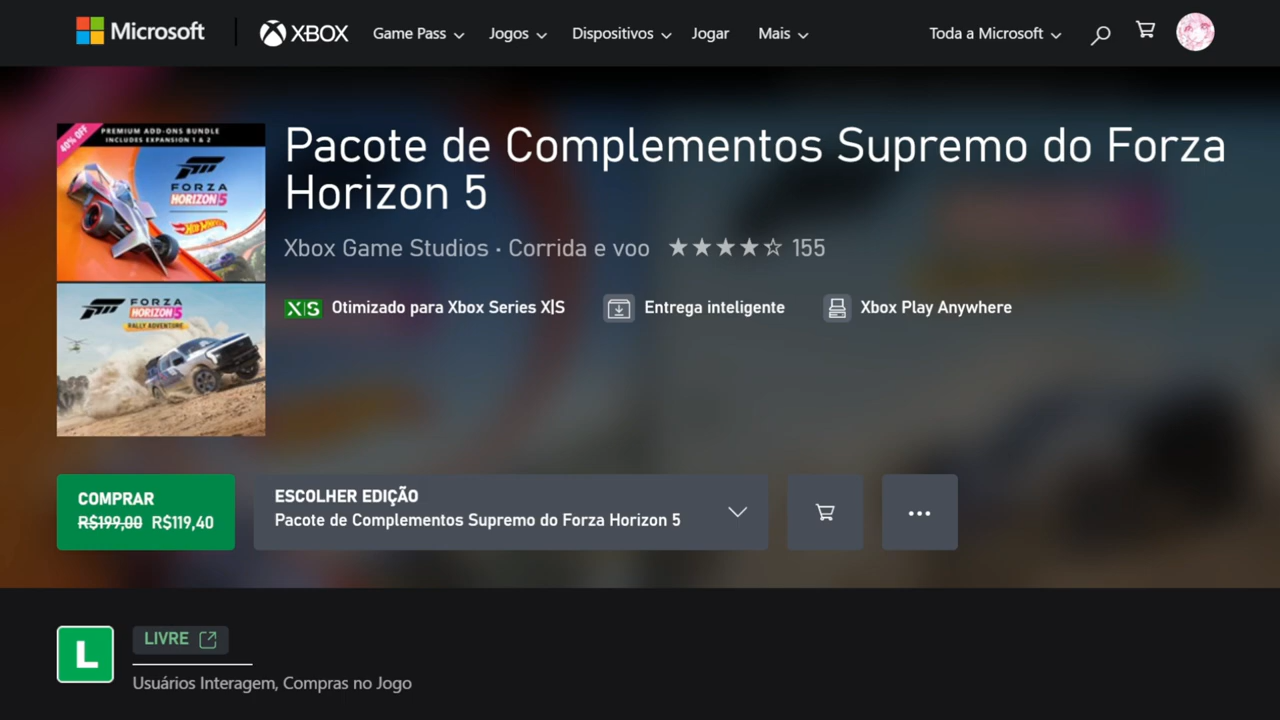 Microsoft
XBOX
Game Pass
Jogos
Dispositivos
Jogar
Mais
Toda a Microsoft
40% OFF
PREMIUM ADD-ONS BUNDLE
INCLUDES EXPANSION 1 & 2
FORZA
HORIZON 5
HOT WHEELS
FORZA
HORIZON 5
RALLY ADVENTURE
Pacote de Complementos Supremo do Forza
Horizon 5
Xbox Game Studios • Corrida e voo 155
X|S Otimizado para Xbox Series X|S
Entrega inteligente
Xbox Play Anywhere
COMPRAR
R$199,00 R$119,40
ESCOLHER EDIÇÃO
Pacote de Complementos Supremo do Forza Horizon 5
L
LIVRE
Usuários Interagem, Compras no Jogo